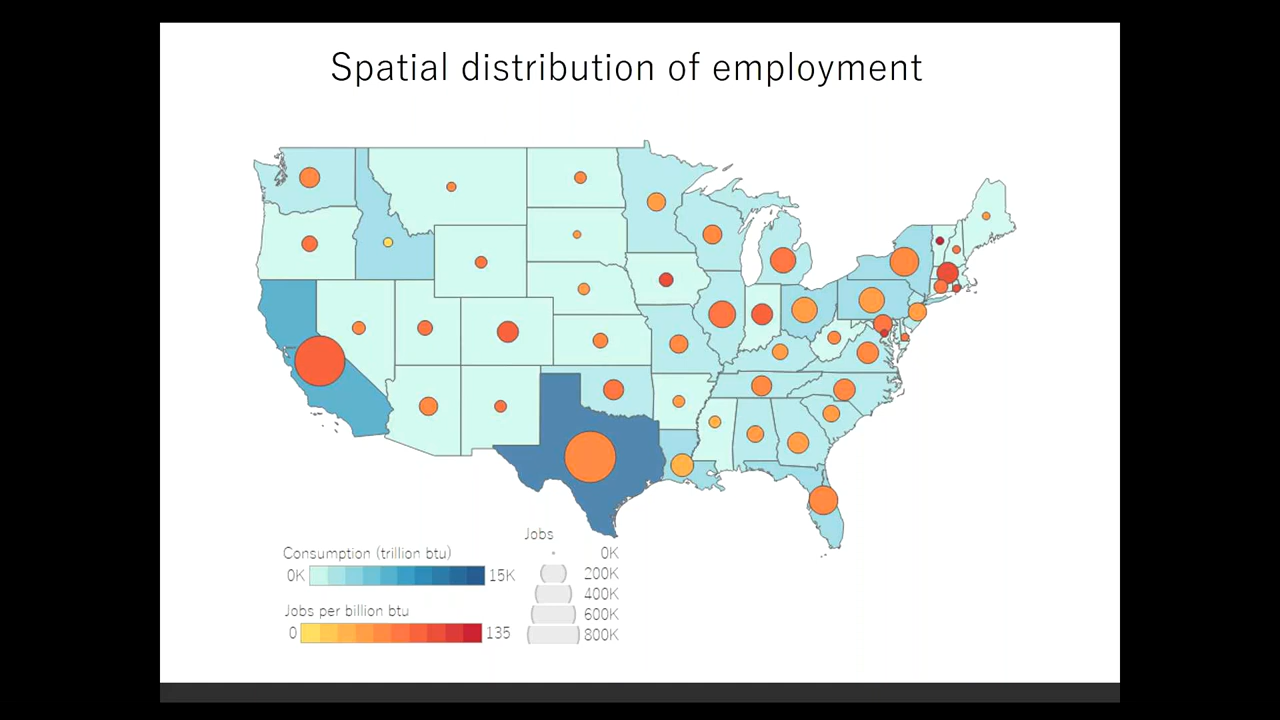 Spatial distribution of employment
Jobs
Consumption (trillion btu)
0K 15K
Jobs per billion btu
0 135
0K
200K
400K
600K
800K